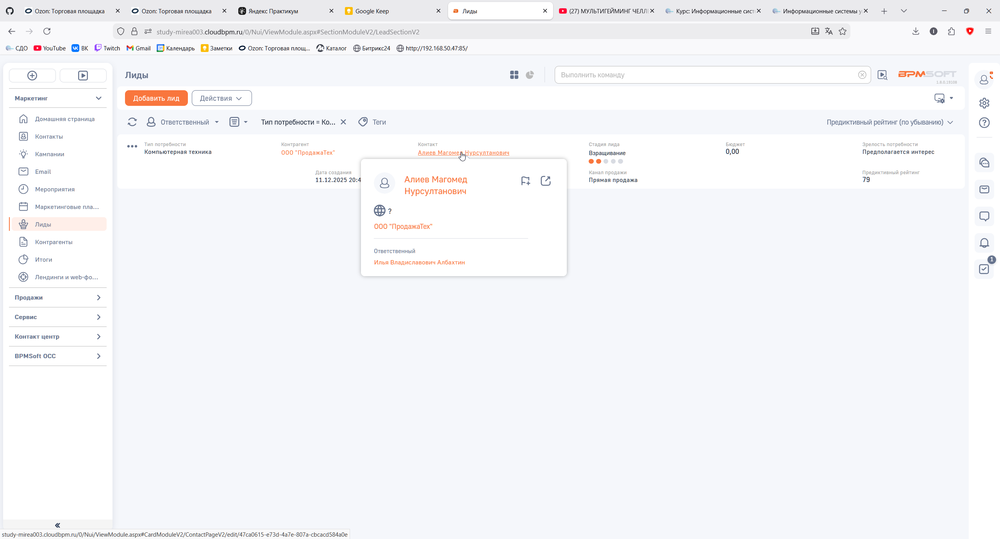 Ozon: Торговая площадка
Ozon: Торговая площадка
Яндекс Практикум
Google Keep
Лиды
(27) МУЛЬТИГЕЙМИНГ ЧЕЛЛЕ
Курс: Информационные сист
Информационные системы у
study-mirea003.cloudbpm.ru/0/Nui/ViewModule.aspx#SectionModuleV2/LeadSectionV2
СДО
YouTube
ВК
Twitch
Gmail
31
Календарь
Заметки
Ozon: Торговая площ...
Каталог
Битрикс24
http://192.168.50.47:85/
Лиды
Выполнить команду
BPMSOFT
1.8.0.19108
Маркетинг
Домашняя страница
Контакты
Кампании
Email
Мероприятия
Маркетинговые пла...
Лиды
Контрагенты
Итоги
Лендинги и web-фо...
Продажи
Сервис
Контакт центр
BPMSoft OCC
Добавить лид
Действия
Ответственный
Тип потребности = Ко...
Теги
Предиктивный рейтинг (по убыванию)
Тип потребности
Компьютерная техника
Контрагент
ООО "ПродажаТех"
Контакт
Алиев Магомед Нурсултанович
Стадия лида
Взращивание
Бюджет
0,00
Зрелость потребности
Предполагается интерес
Дата создания
11.12.2025 20:4
Канал продажи
Прямая продажа
Предиктивный рейтинг
79
Алиев Магомед
Нурсултанович
?
ООО "ПродажаТех"
Ответственный
Илья Владиславович Албахтин
1
study-mirea003.cloudbpm.ru/0/Nui/ViewModule.aspx#CardModuleV2/ContactPageV2/edit/47ca0615-e73d-4a7e-807a-cbcacd584a0e